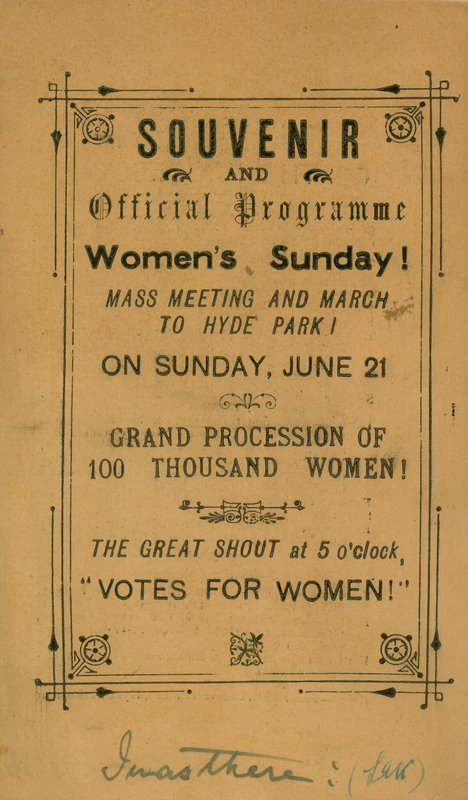 SOUVENIR
AND
Official Programme
Women's Sunday!
MASS MEETING AND MARCH
TO HYDE PARK!
ON SUNDAY, JUNE 21
GRAND PROCESSION OF
100 THOUSAND WOMEN!
THE GREAT SHOUT at 5 o'clock,
"VOTES FOR WOMEN!"
I was there: